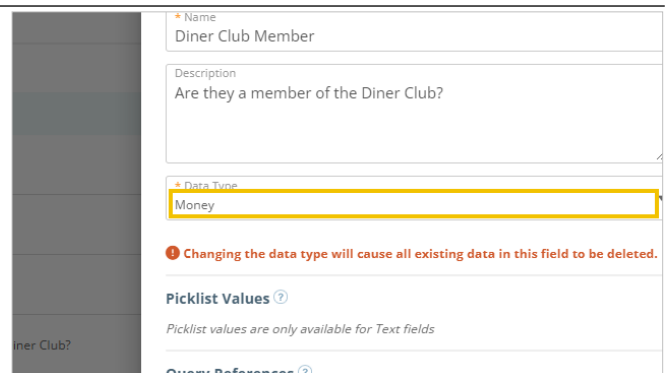 * Name
Diner Club Member
Description
Are they a member of the Diner Club?
* Data Type
Money
! Changing the data type will cause all existing data in this field to be deleted.
Picklist Values ?
Picklist values are only available for Text fields
iner Club?
Query References ?